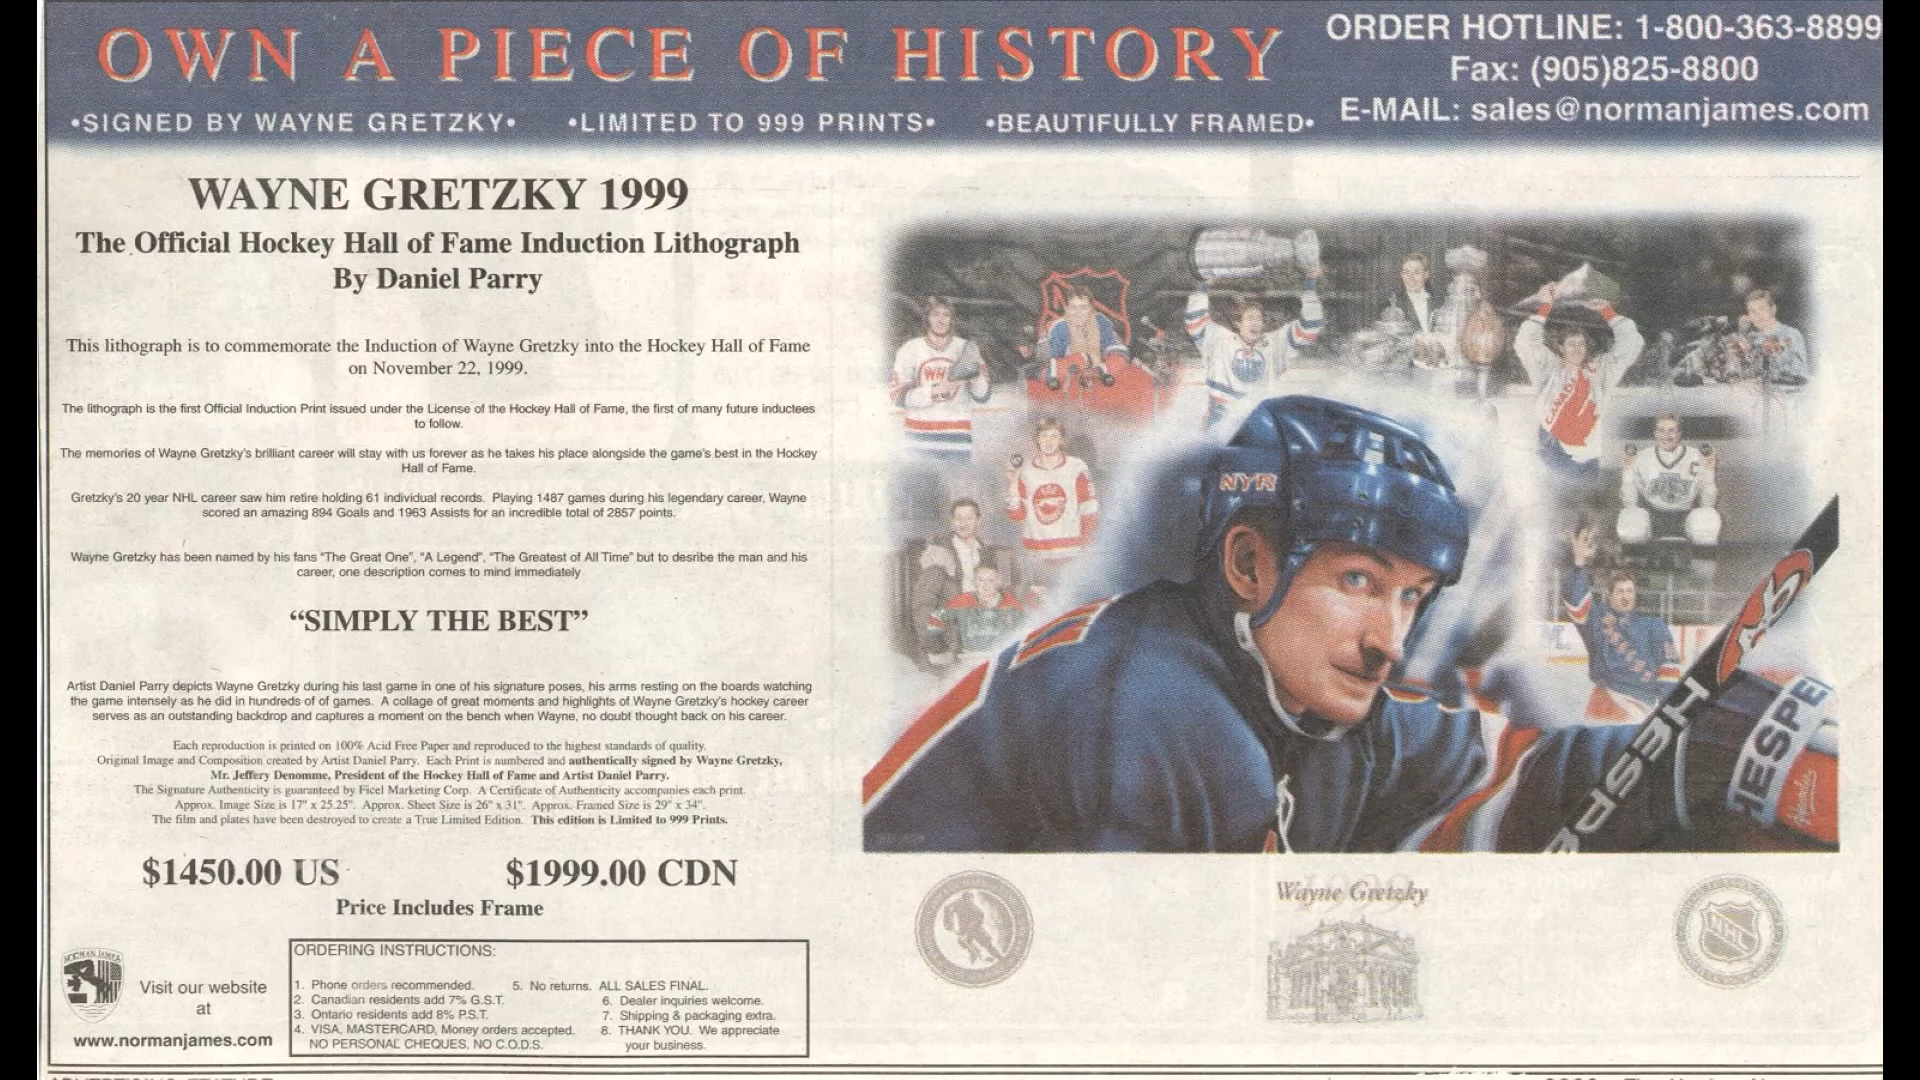 OWN A PIECE OF HISTORY
•SIGNED BY WAYNE GRETZKY• •LIMITED TO 999 PRINTS• •BEAUTIFULLY FRAMED•
ORDER HOTLINE: 1-800-363-8899
Fax: (905)825-8800
E-MAIL: sales@normanjames.com
WAYNE GRETZKY 1999
The Official Hockey Hall of Fame Induction Lithograph
By Daniel Parry
This lithograph is to commemorate the Induction of Wayne Gretzky into the Hockey Hall of Fame
on November 22, 1999.
The lithograph is the first Official Induction Print issued under the License of the Hockey Hall of Fame, the first of many future inductees
to follow.
The memories of Wayne Gretzky's brilliant career will stay with us forever as he takes his place alongside the game's best in the Hockey
Hall of Fame.
Gretzky's 20 year NHL career saw him retire holding 61 individual records. Playing 1487 games during his legendary career, Wayne
scored an amazing 894 Goals and 1963 Assists for an incredible total of 2857 points.
Wayne Gretzky has been named by his fans "The Great One", "A Legend", "The Greatest of All Time" but to desribe the man and his
career, one description comes to mind immediately
“SIMPLY THE BEST”
Artist Daniel Parry depicts Wayne Gretzky during his last game in one of his signature poses, his arms resting on the boards watching
the game intensely as he did in hundreds of of games. A collage of great moments and highlights of Wayne Gretzky's hockey career
serves as an outstanding backdrop and captures a moment on the bench when Wayne, no doubt thought back on his career.
Each reproduction is printed on 100% Acid Free Paper and reproduced to the highest standards of quality.
Original Image and Composition created by Artist Daniel Parry. Each Print is numbered and authentically signed by Wayne Gretzky,
Mr. Jeffery Denomme, President of the Hockey Hall of Fame and Artist Daniel Parry.
The Signature Authenticity is guaranteed by Ficel Marketing Corp. A Certificate of Authenticity accompanies each print.
Approx. Image Size is 17" x 25.25". Approx. Sheet Size is 26" x 31". Approx. Framed Size is 29" x 34".
The film and plates have been destroyed to create a True Limited Edition. This edition is Limited to 999 Prints.
$1450.00 US $1999.00 CDN
Price Includes Frame
NORMAN JAMES
Visit our website
at
www.normanjames.com
ORDERING INSTRUCTIONS:
1. Phone orders recommended.
2. Canadian residents add 7% G.S.T.
3. Ontario residents add 8% P.S.T.
4. VISA, MASTERCARD, Money orders accepted.
NO PERSONAL CHEQUES, NO C.O.D.S.
5. No returns. ALL SALES FINAL.
6. Dealer inquiries welcome.
7. Shipping & packaging extra.
8. THANK YOU. We appreciate
your business.
WH
CANADA
NYR
HESPE
HESPE
Wayne Gretzky
NHL